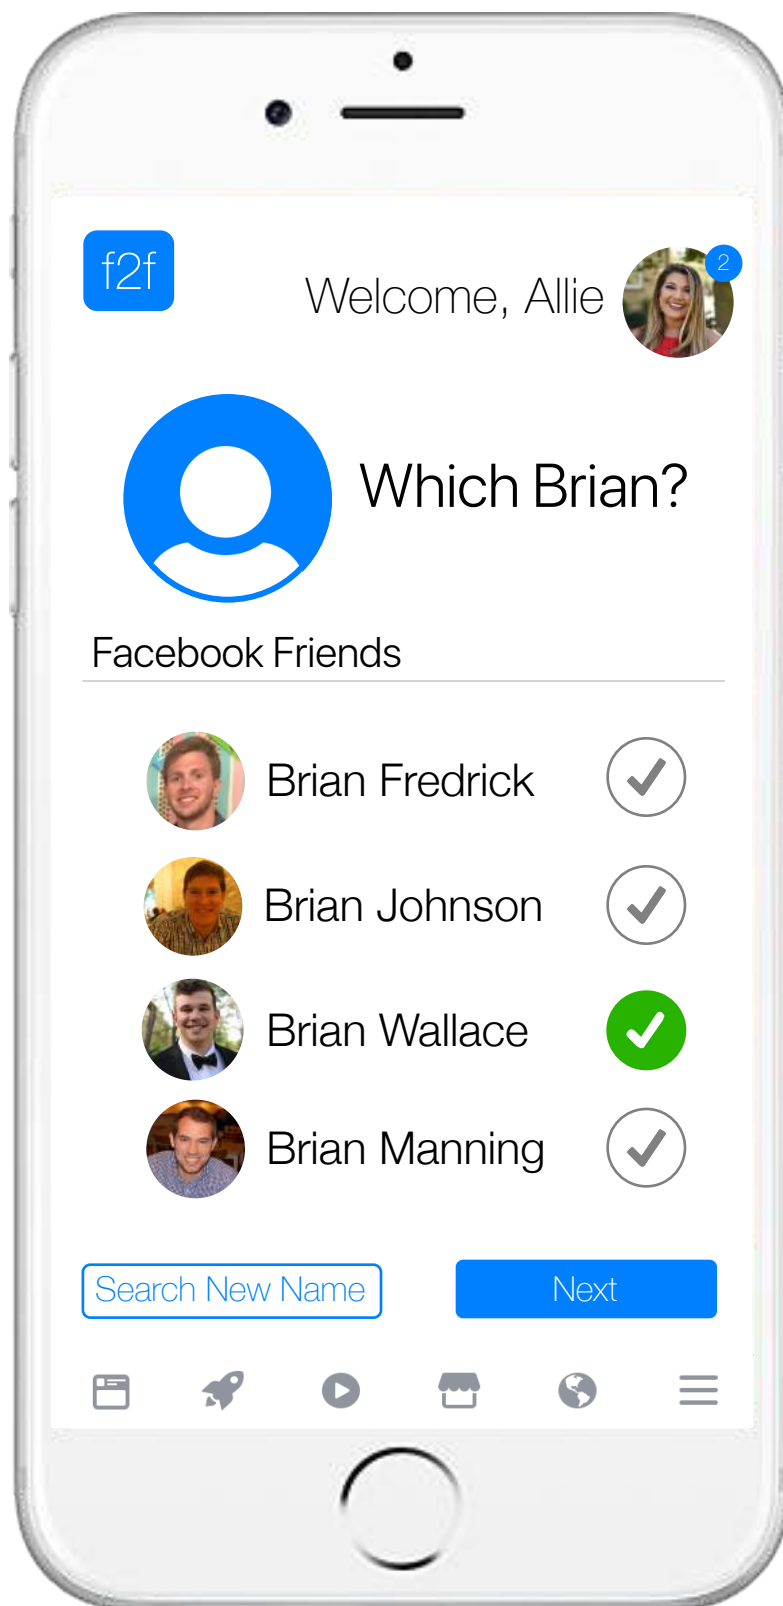 f2f
Welcome, Allie
2
Which Brian?
Facebook Friends
Brian Fredrick
Brian Johnson
Brian Wallace
Brian Manning
Search New Name
Next